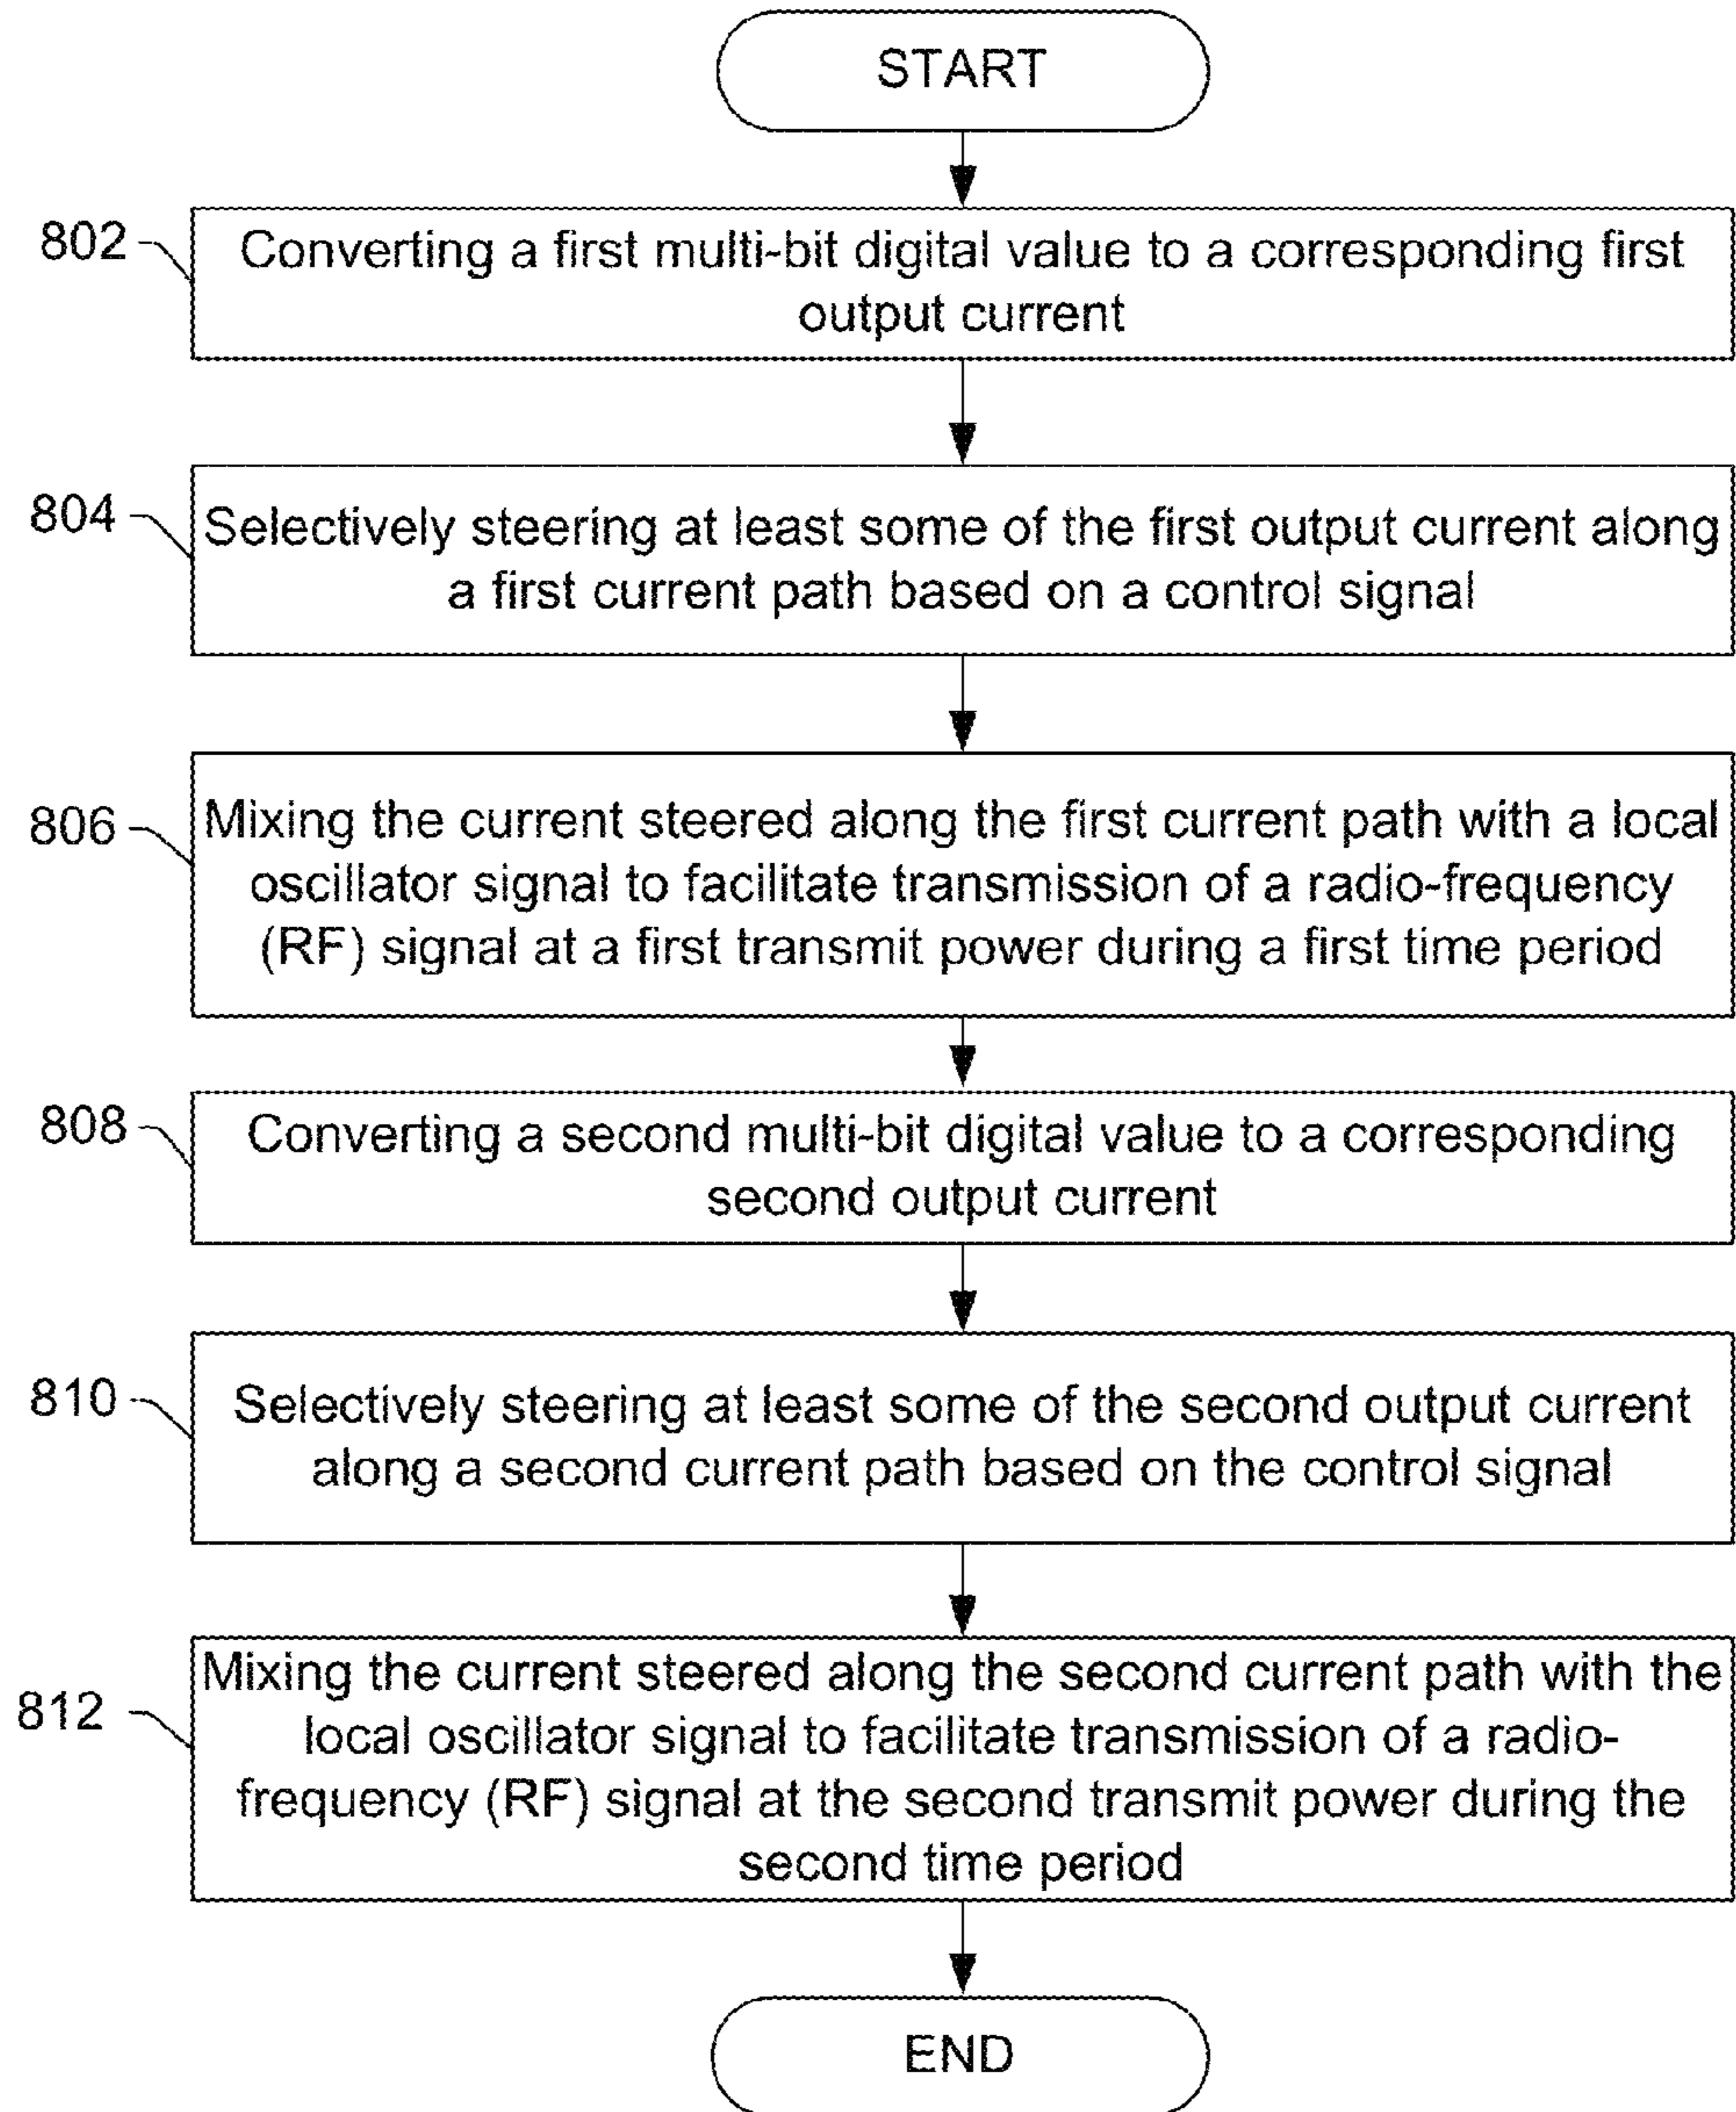 START
802
Converting a first multi-bit digital value to a corresponding first
output current
804
Selectively steering at least some of the first output current along
a first current path based on a control signal
806
Mixing the current steered along the first current path with a local
oscillator signal to facilitate transmission of a radio-frequency
(RF) signal at a first transmit power during a first time period
808
Converting a second multi-bit digital value to a corresponding
second output current
810
Selectively steering at least some of the second output current
along a second current path based on the control signal
812
Mixing the current steered along the second current path with the
local oscillator signal to facilitate transmission of a radio-
frequency (RF) signal at the second transmit power during the
second time period
END